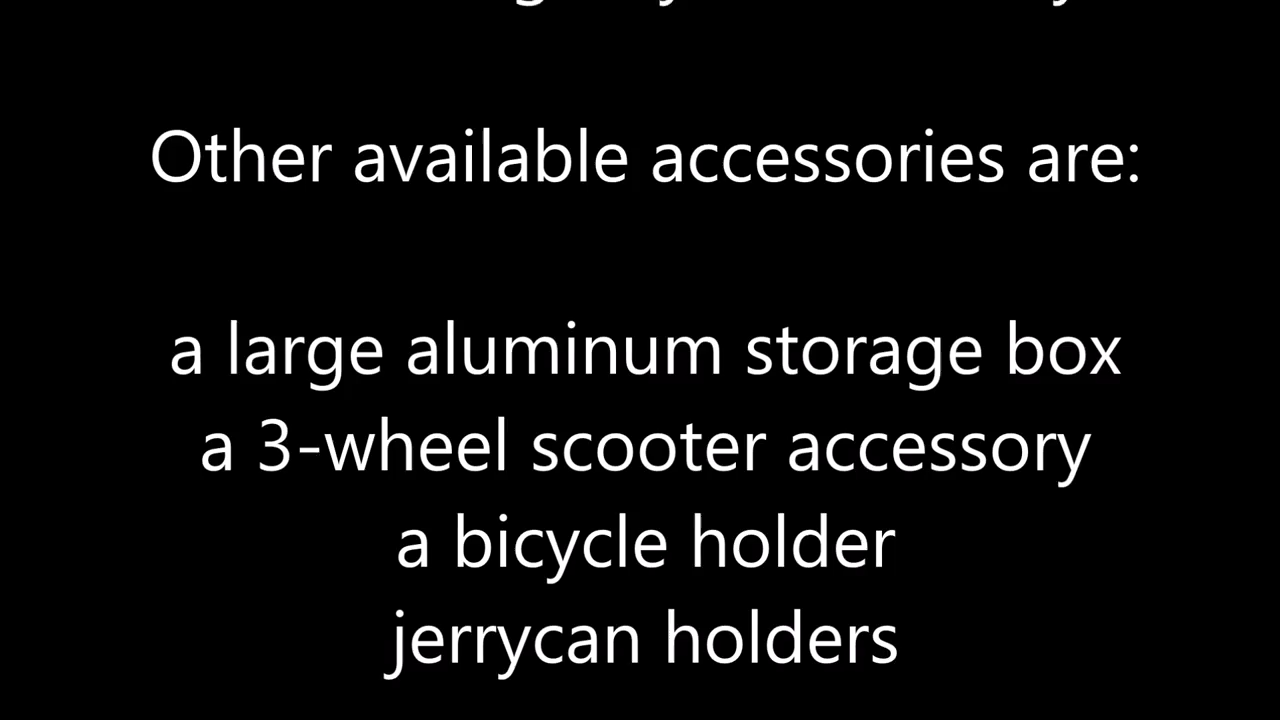 Other available accessories are:
a large aluminum storage box
a 3-wheel scooter accessory
a bicycle holder
jerrycan holders